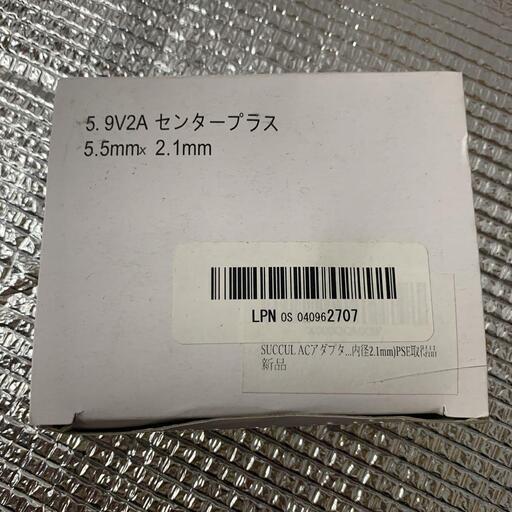 5.9V2A センタープラス
5.5mm× 2.1mm
LPN OS 040962707
SUCCUL ACアダプタ...内径2.1mm)PSE取得品
新品